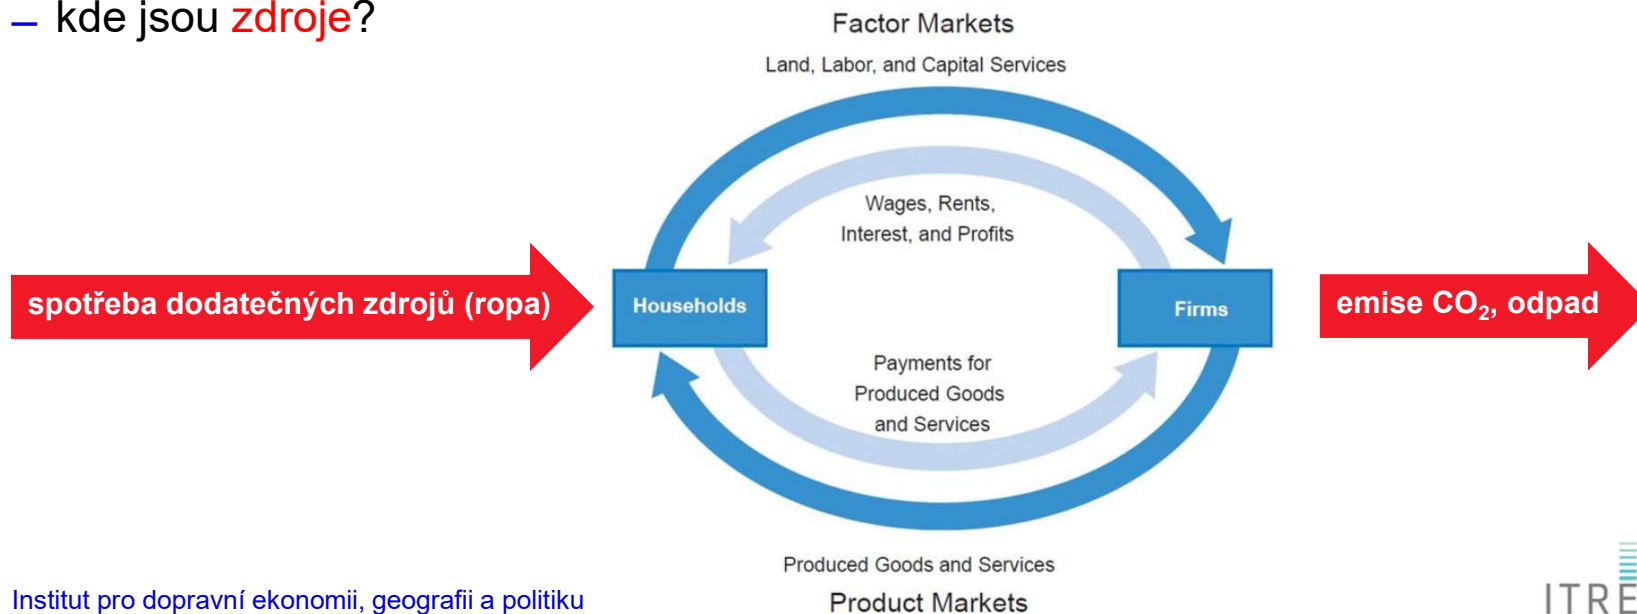 – kde jsou zdroje?
Factor Markets
Land, Labor, and Capital Services
Wages, Rents,
Interest, and Profits
spotřeba dodatečných zdrojů (ropa)
Households
Firms
emise CO₂, odpad
Payments for
Produced Goods
and Services
Produced Goods and Services
Product Markets
Institut pro dopravní ekonomii, geografii a politiku
ITRE